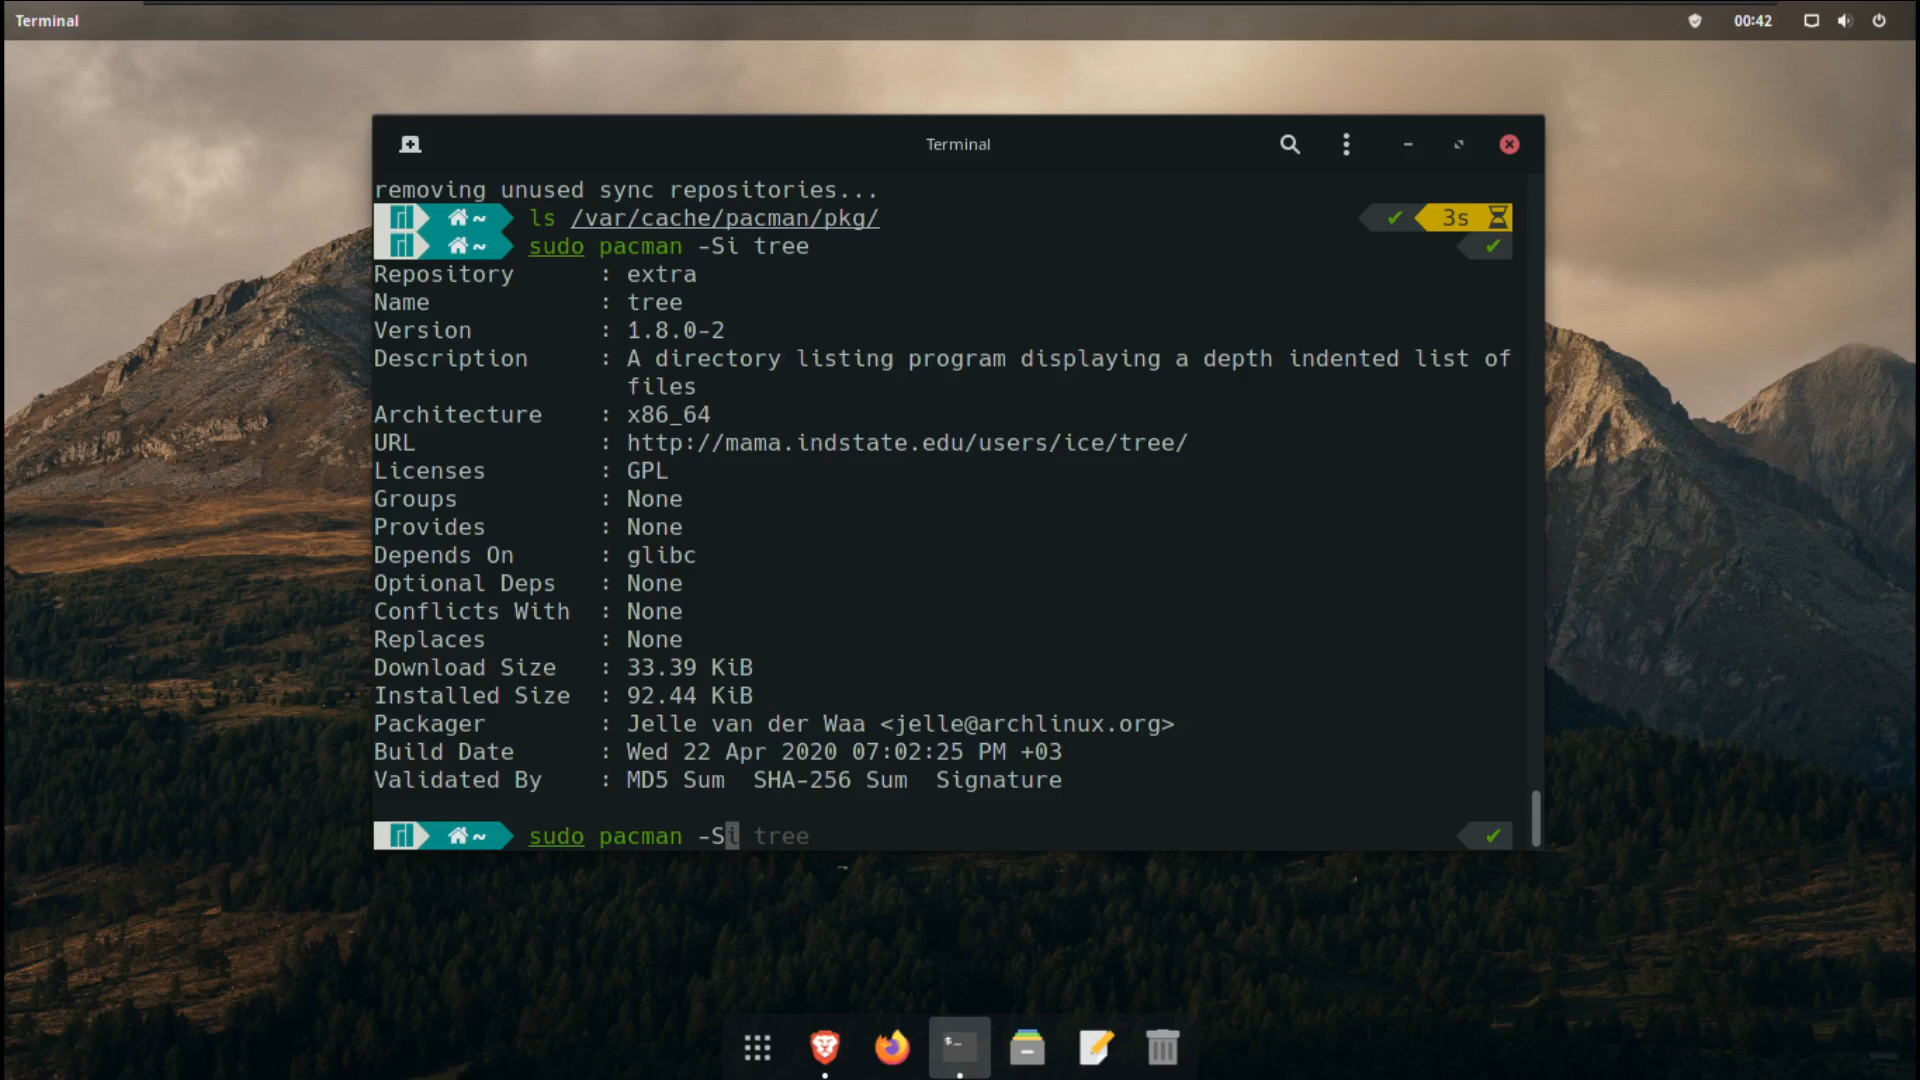 Terminal
00:42
Terminal
removing unused sync repositories...
~ ls /var/cache/pacman/pkg/ ✔ 3s
~ sudo pacman -Si tree ✔
Repository : extra
Name : tree
Version : 1.8.0-2
Description : A directory listing program displaying a depth indented list of
files
Architecture : x86_64
URL : http://mama.indstate.edu/users/ice/tree/
Licenses : GPL
Groups : None
Provides : None
Depends On : glibc
Optional Deps : None
Conflicts With : None
Replaces : None
Download Size : 33.39 KiB
Installed Size : 92.44 KiB
Packager : Jelle van der Waa <jelle@archlinux.org>
Build Date : Wed 22 Apr 2020 07:02:25 PM +03
Validated By : MD5 Sum SHA-256 Sum Signature
~ sudo pacman -Si tree ✔
$_